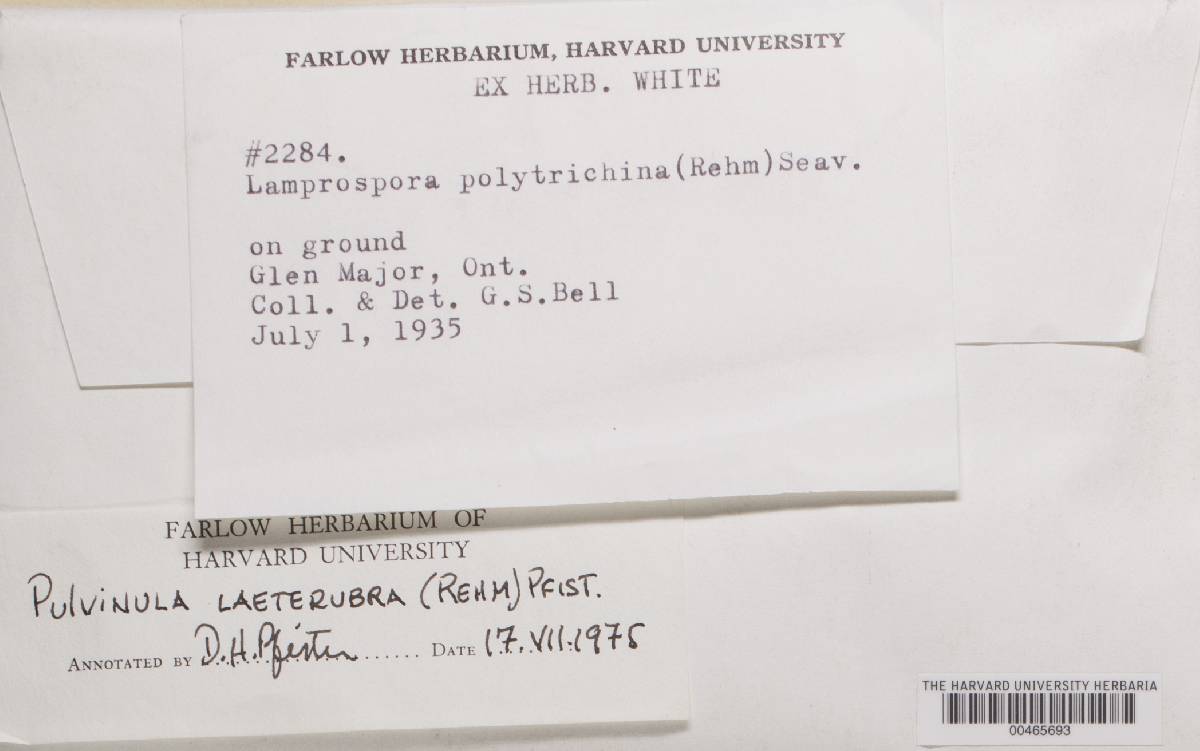 FARLOW HERBARIUM, HARVARD UNIVERSITY
EX HERB. WHITE
#2284.
Lamprospora polytrichina(Rehm)Seav.
on ground
Glen Major, Ont.
Coll. & Det. G.S.Bell
July 1, 1935
FARLOW HERBARIUM OF
HARVARD UNIVERSITY
PULVINULA LAETERUBRA (REHM) PFIST.
ANNOTATED BY D.H. Pfister ...... DATE 17.VII.1975
THE HARVARD UNIVERSITY HERBARIA
00465693